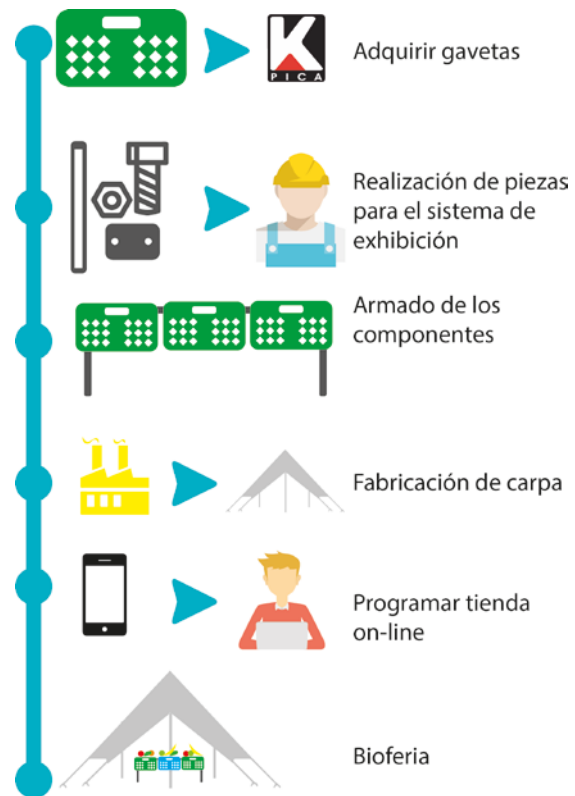 K
PICA
Adquirir gavetas
Realización de piezas
para el sistema de
exhibición
Armado de los
componentes
Fabricación de carpa
Programar tienda
on-line
Bioferia